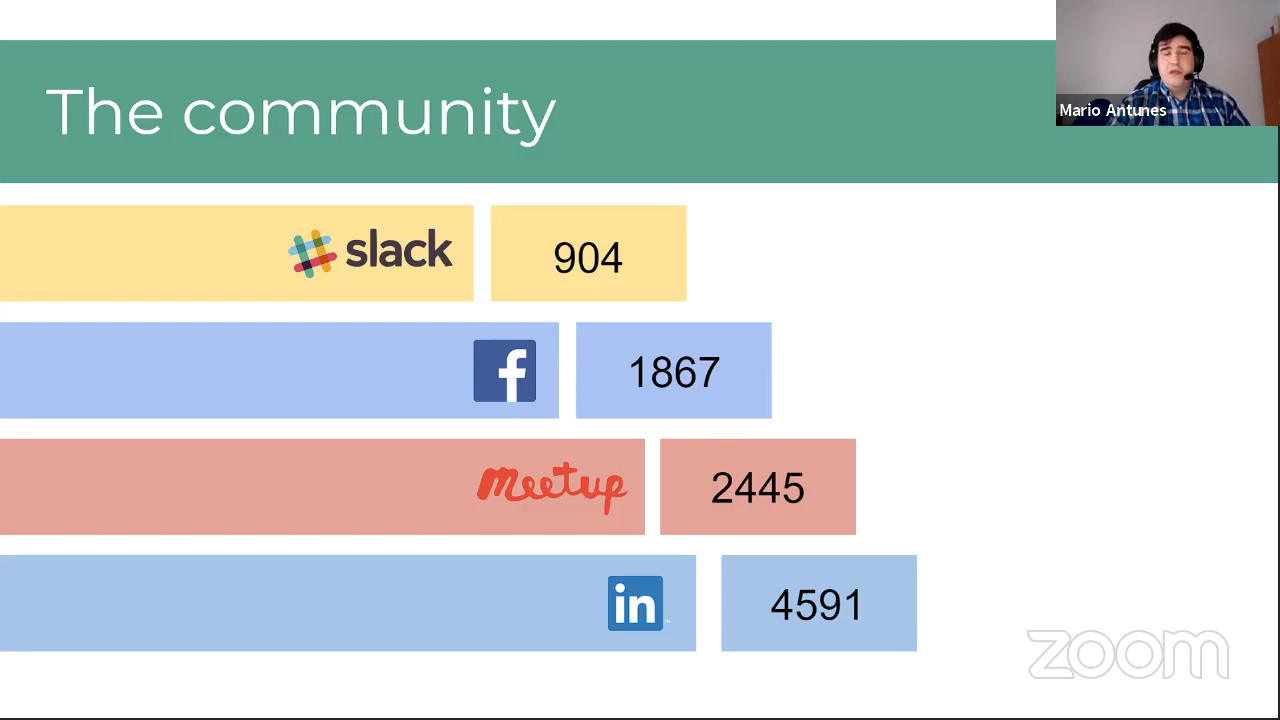 The community
Mario Antunes
slack
904
1867
meetup
2445
in
4591
zoom